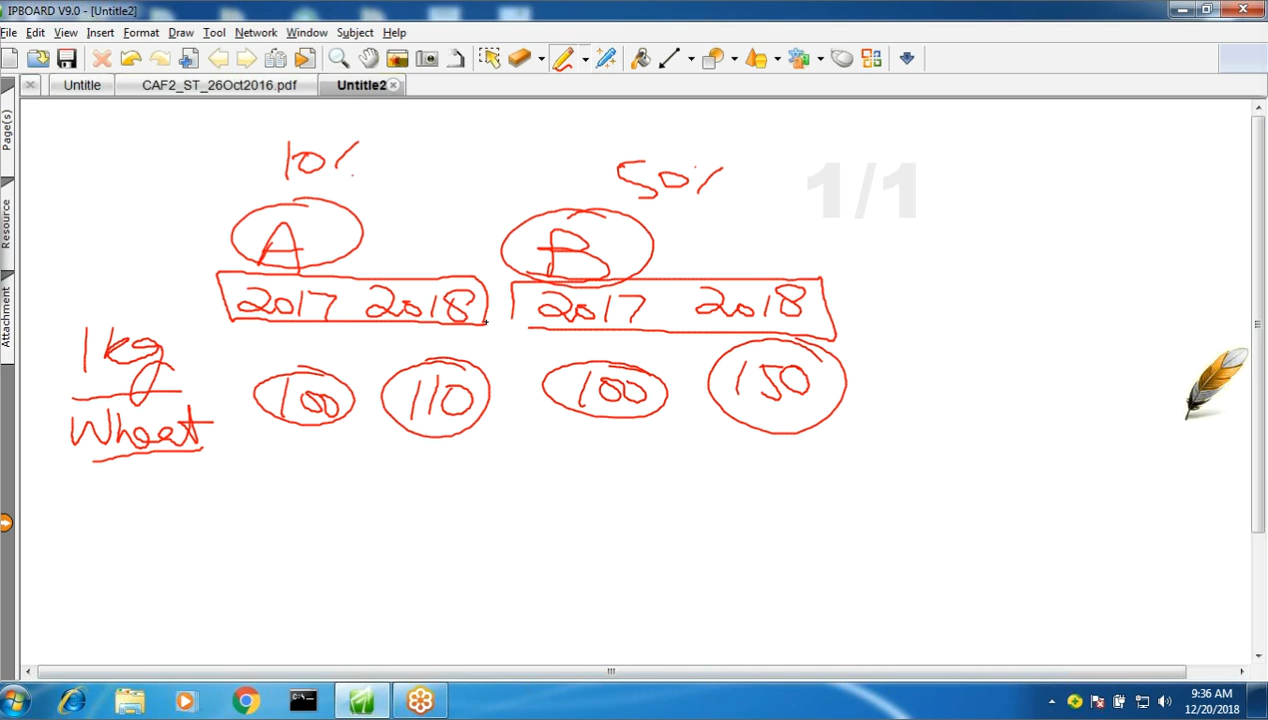 IPBOARD V9.0 - [Untitle2]
File Edit View Insert Format Draw Tool Network Window Subject Help
Untitle CAF2_ST_26Oct2016.pdf Untitle2
Page(s)
Resource
Attachment
1/1
10%
50%
A B
2017 2018 2017 2018
1 kg
Wheat
100 110 100 150
9:36 AM
12/20/2018